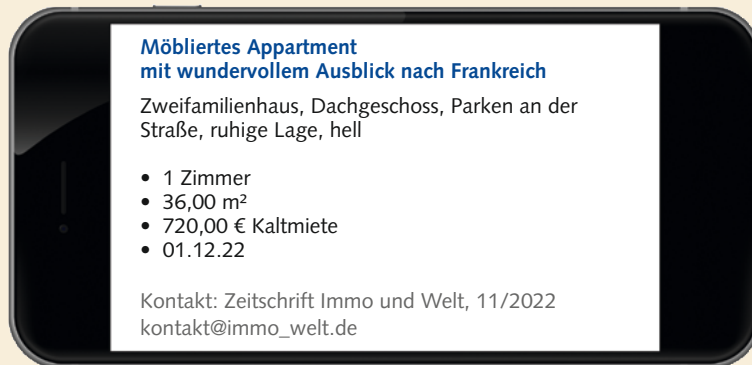 Möbliertes Appartment
mit wundervollem Ausblick nach Frankreich
Zweifamilienhaus, Dachgeschoss, Parken an der
Straße, ruhige Lage, hell
• 1 Zimmer
• 36,00 m²
• 720,00 € Kaltmiete
• 01.12.22
Kontakt: Zeitschrift Immo und Welt, 11/2022
kontakt@immo_welt.de